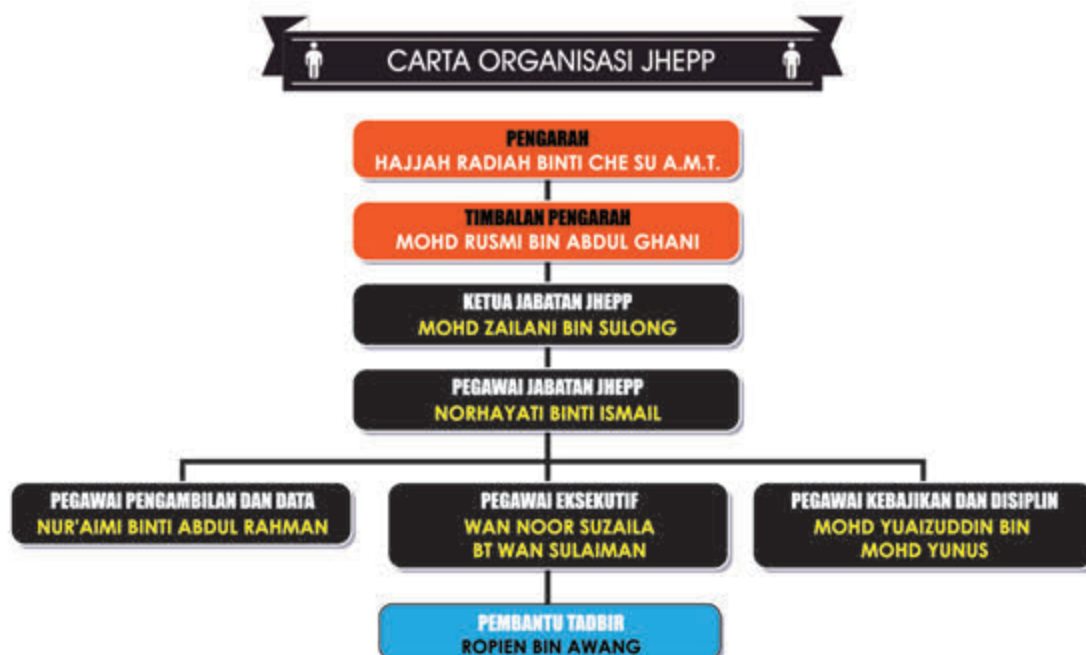 CARTA ORGANISASI JHEPP
PENGARAH
HAJJAH RADIAH BINTI CHE SU A.M.T.
TIMBALAN PENGARAH
MOHD RUSMI BIN ABDUL GHANI
KETUA JABATAN JHEPP
MOHD ZAILANI BIN SULONG
PEGAWAI JABATAN JHEPP
NORHAYATI BINTI ISMAIL
PEGAWAI PENGAMBILAN DAN DATA
NUR'AIMI BINTI ABDUL RAHMAN
PEGAWAI EKSEKUTIF
WAN NOOR SUZAILA
BT WAN SULAIMAN
PEGAWAI KEBAJIKAN DAN DISIPLIN
MOHD YUAIZUDDIN BIN
MOHD YUNUS
PEMBANTU TADBIR
ROPIEN BIN AWANG